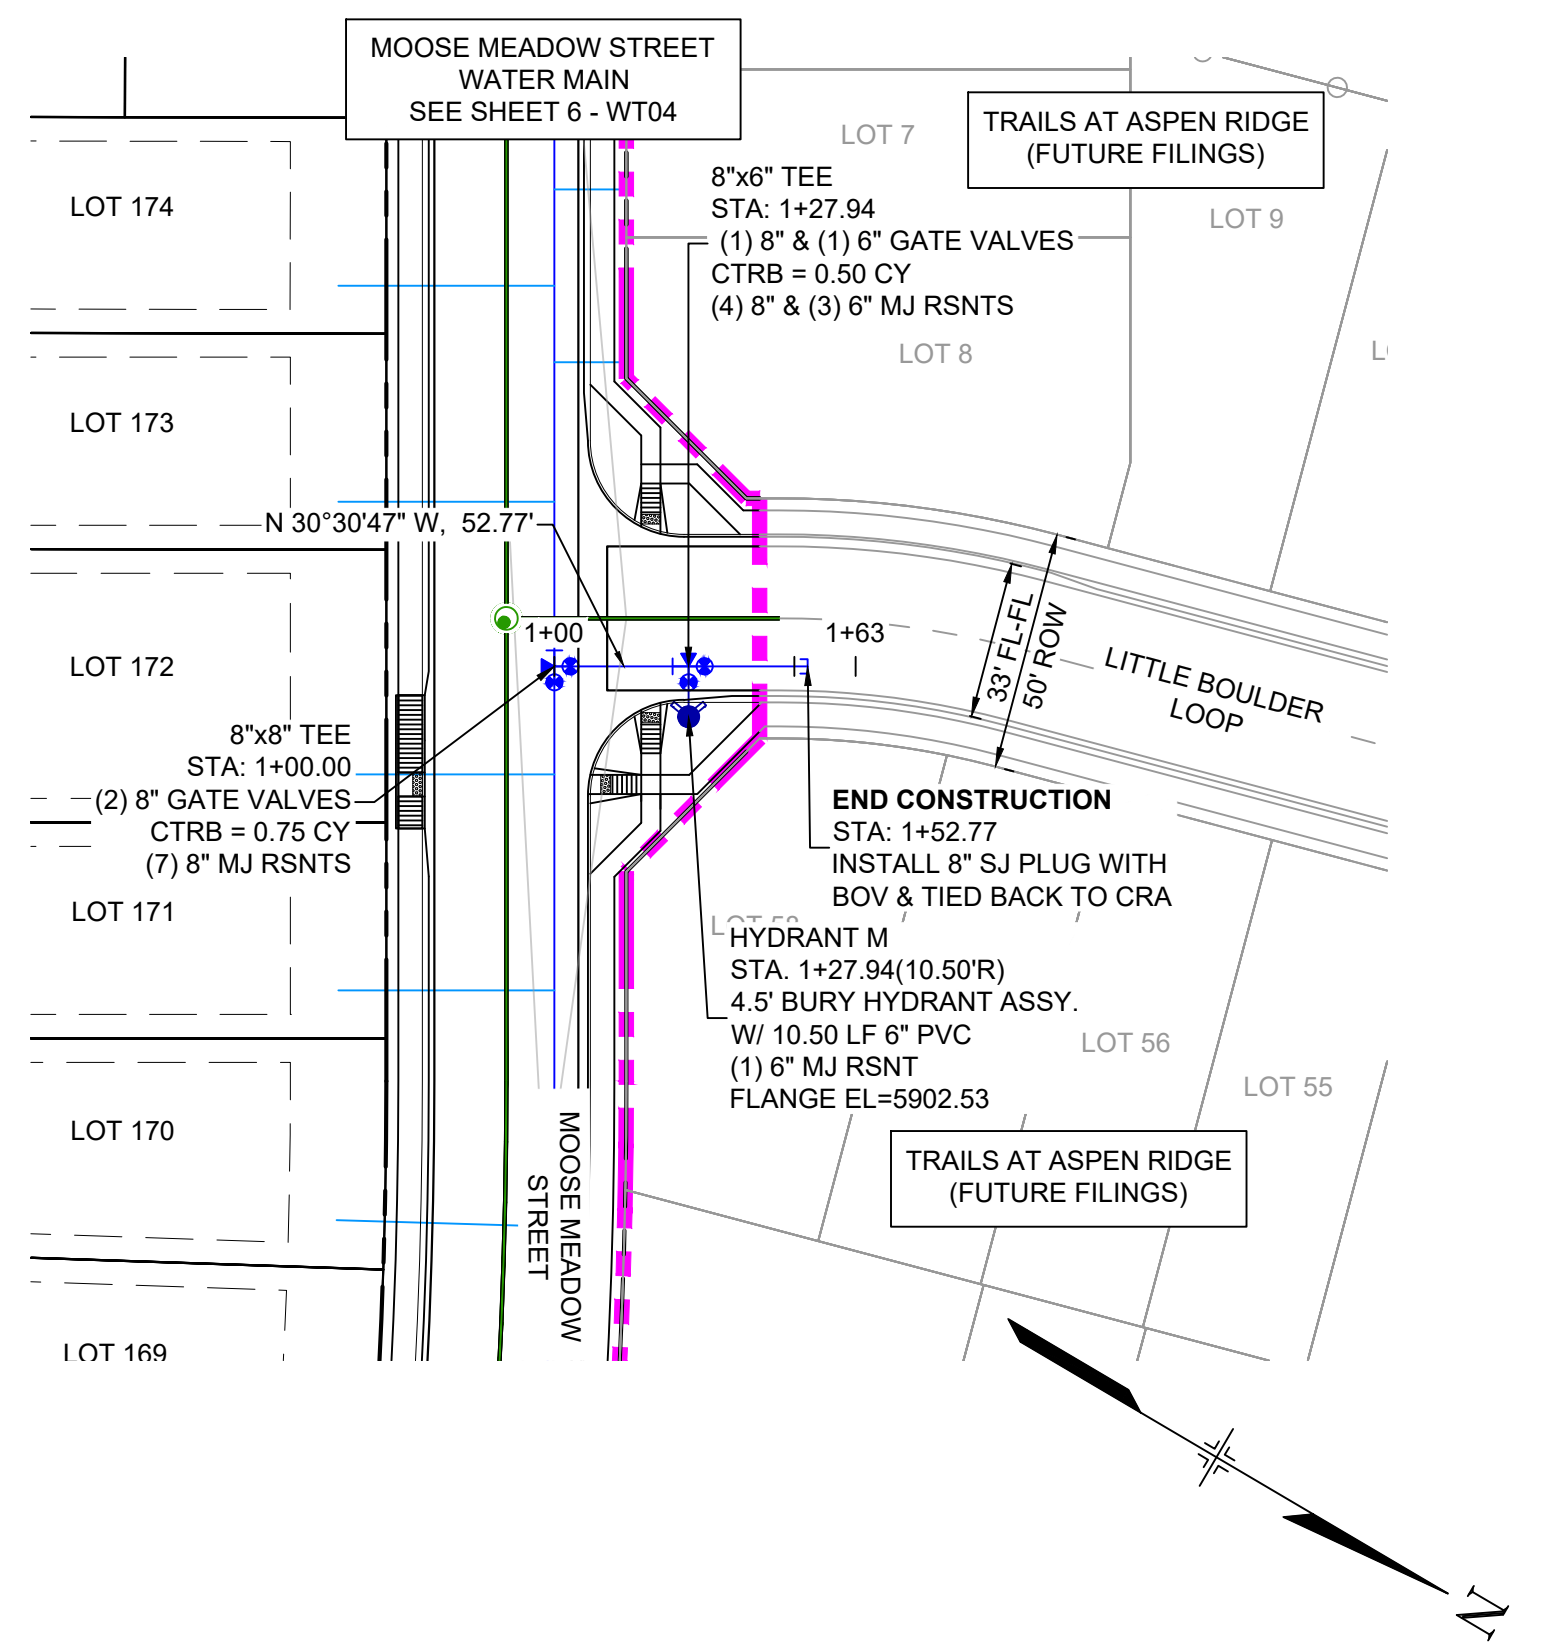 MOOSE MEADOW STREET
WATER MAIN
SEE SHEET 6 - WT04
LOT 7
TRAILS AT ASPEN RIDGE
(FUTURE FILINGS)
LOT 174
8"x6" TEE
STA: 1+27.94
(1) 8" & (1) 6" GATE VALVES
CTRB = 0.50 CY
(4) 8" & (3) 6" MJ RSNTS
LOT 9
LOT 8
LOT 173
N 30°30'47" W, 52.77'
1+00
1+63
33' FL-FL
50' ROW
LITTLE BOULDER
LOOP
LOT 172
8"x8" TEE
STA: 1+00.00
(2) 8" GATE VALVES
CTRB = 0.75 CY
(7) 8" MJ RSNTS
END CONSTRUCTION
STA: 1+52.77
INSTALL 8" SJ PLUG WITH
BOV & TIED BACK TO CRA
LOT 171
HYDRANT M
STA. 1+27.94(10.50'R)
4.5' BURY HYDRANT ASSY.
W/ 10.50 LF 6" PVC
(1) 6" MJ RSNT
FLANGE EL=5902.53
LOT 56
LOT 55
LOT 170
MOOSE MEADOW
STREET
TRAILS AT ASPEN RIDGE
(FUTURE FILINGS)
LOT 169
N